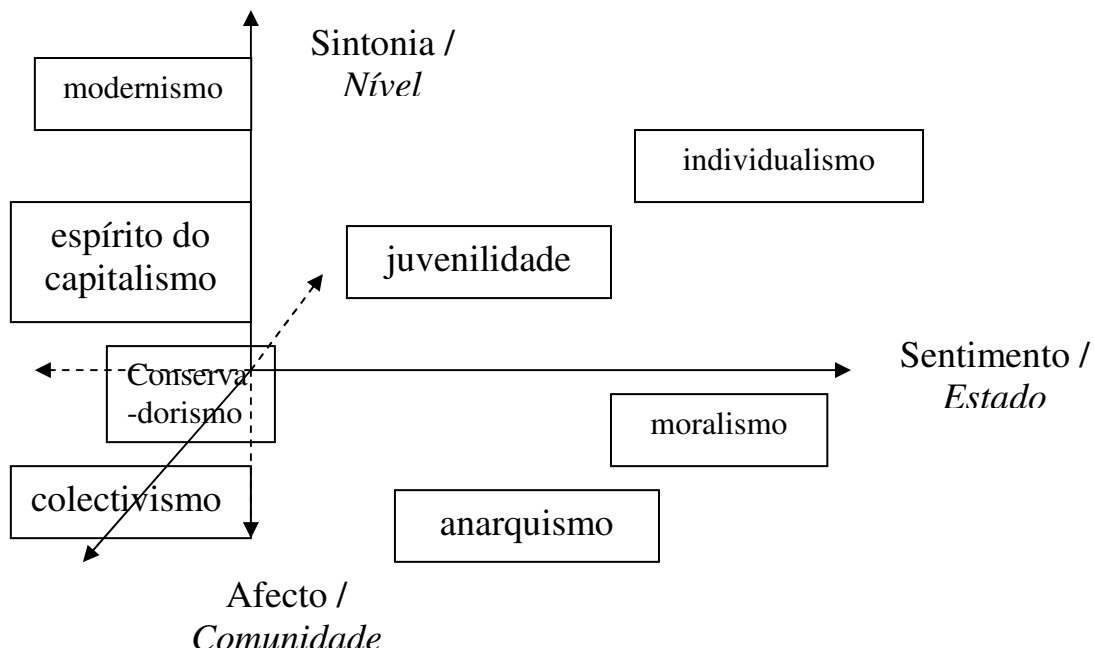 Sintonia /
Nível
modernismo
individualismo
espírito do
capitalismo
juvenilidade
Sentimento /
Estado
Conserva
-dorismo
moralismo
colectivismo
anarquismo
Afecto /
Comunidade